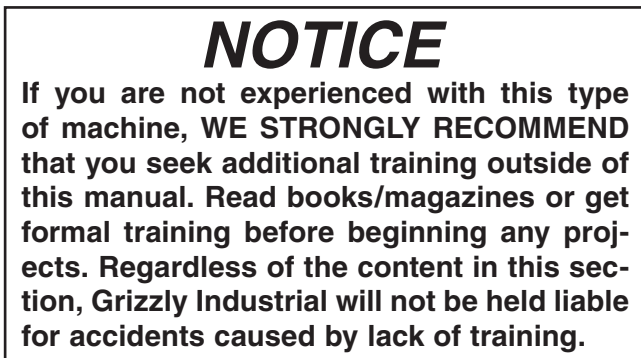 NOTICE
If you are not experienced with this type
of machine, WE STRONGLY RECOMMEND
that you seek additional training outside of
this manual. Read books/magazines or get
formal training before beginning any proj-
ects. Regardless of the content in this sec-
tion, Grizzly Industrial will not be held liable
for accidents caused by lack of training.